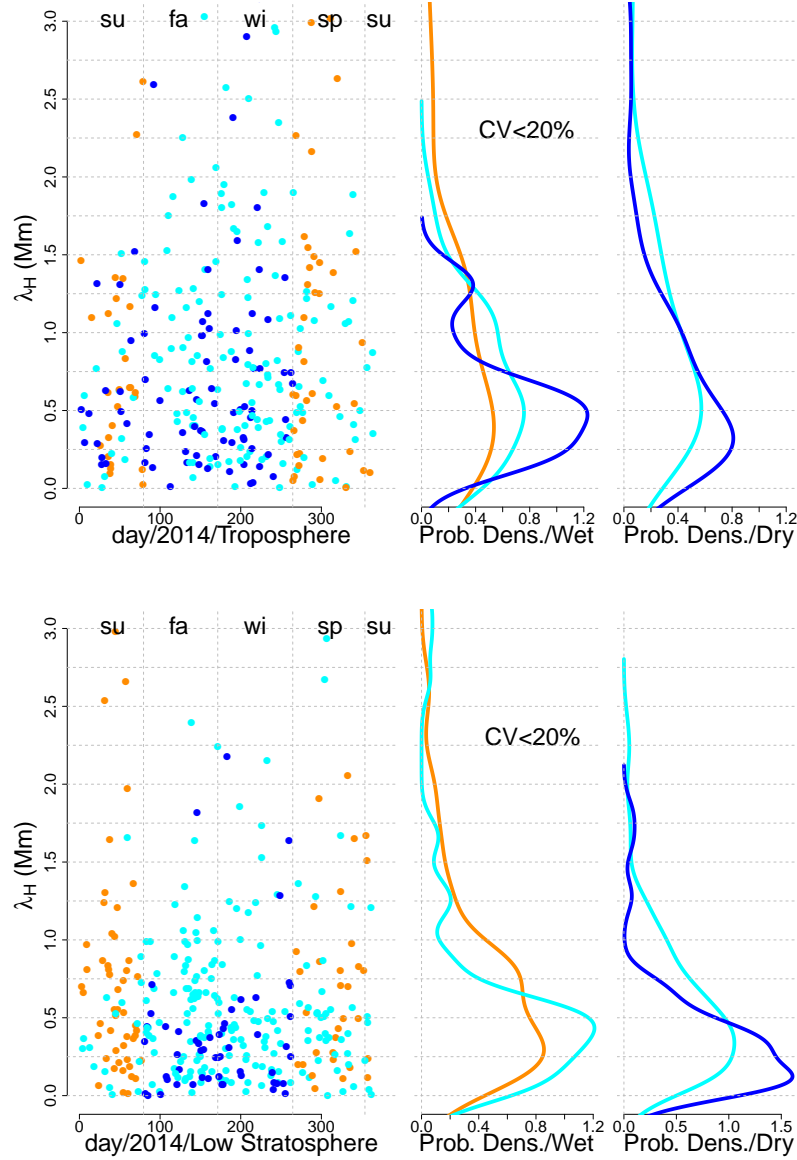 su fa wi sp su
3.0
2.5
2.0
1.5
1.0
0.5
0.0
λH (Mm)
0 100 200 300
day/2014/Troposphere
CV<20%
0.0 0.4 0.8 1.2
Prob. Dens./Wet
0.0 0.4 0.8 1.2
Prob. Dens./Dry
su fa wi sp su
3.0
2.5
2.0
1.5
1.0
0.5
0.0
λH (Mm)
0 100 200 300
day/2014/Low Stratosphere
CV<20%
0.0 0.4 0.8 1.2
Prob. Dens./Wet
0.0 0.5 1.0 1.5
Prob. Dens./Dry